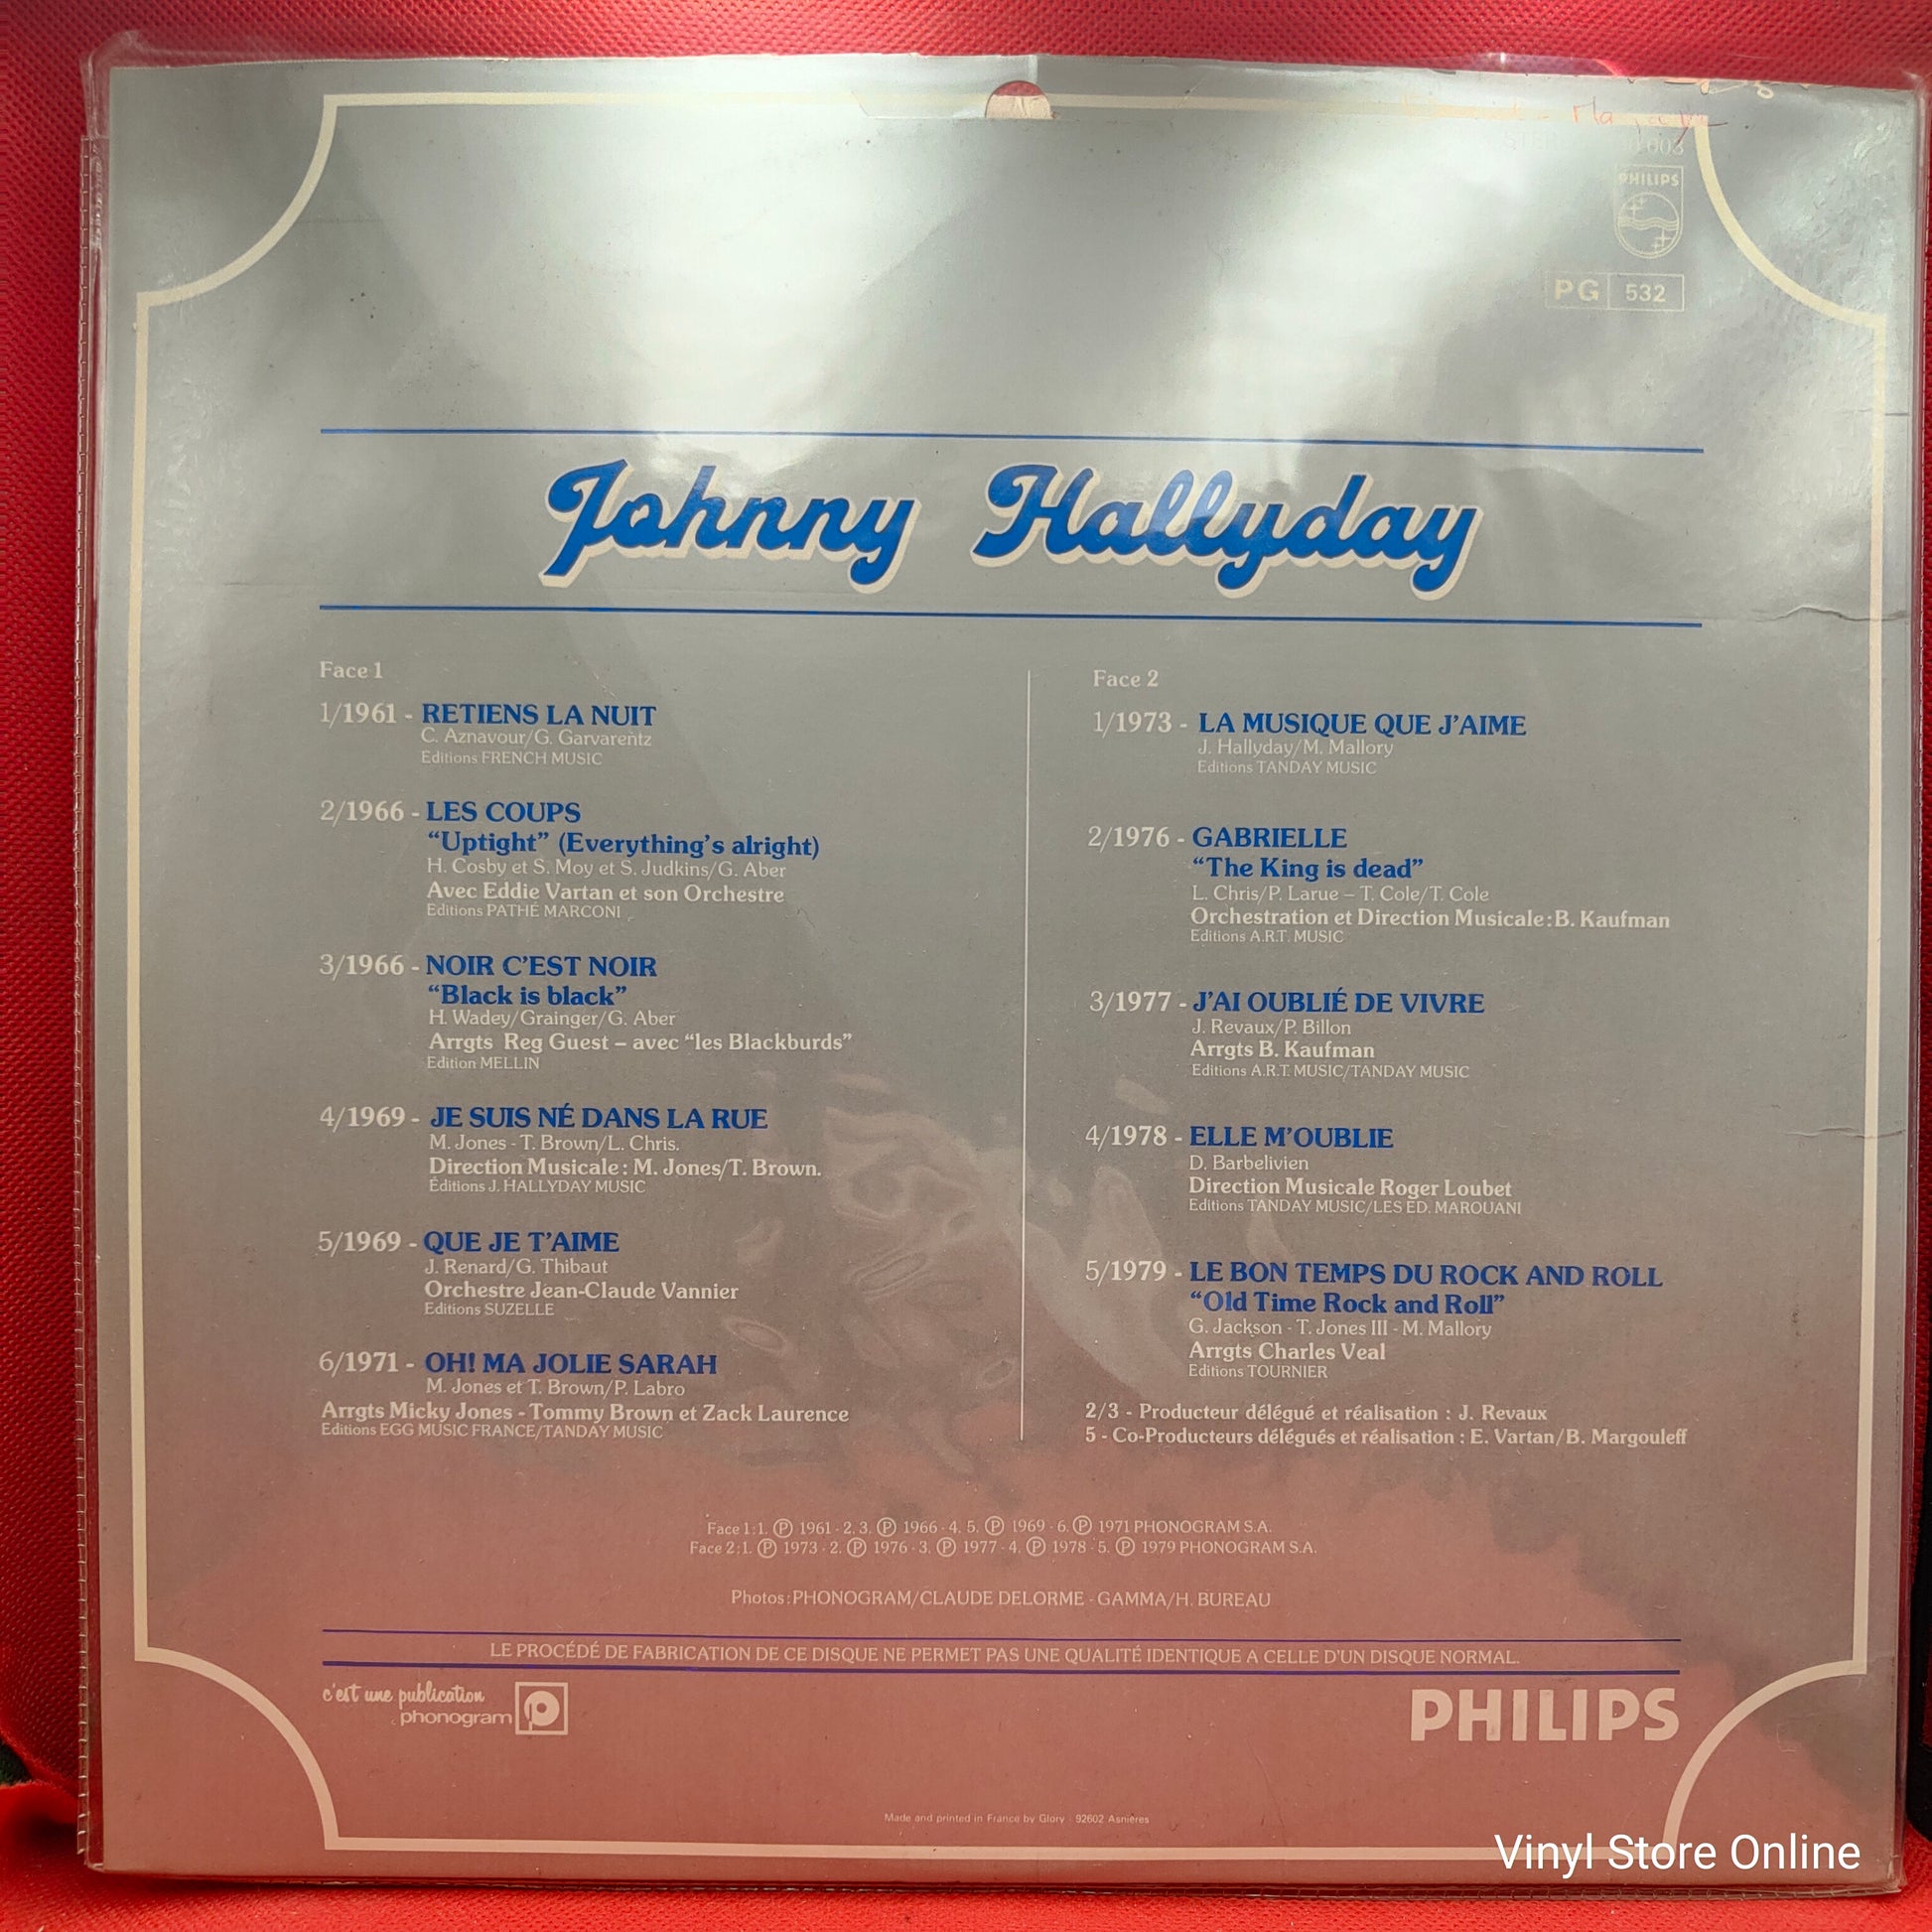 603
PHILIPS
PG 532
Johnny Hallyday
Face 1
1/1961 - RETIENS LA NUIT
C. Aznavour/G. Garvarentz
Editions FRENCH MUSIC
2/1966 - LES COUPS
“Uptight” (Everything’s alright)
H. Cosby et S. Moy et S. Judkins/G. Aber
Avec Eddie Vartan et son Orchestre
Editions PATHÉ MARCONI
3/1966 - NOIR C’EST NOIR
“Black is black”
H. Wadey/Grainger/G. Aber
Arrgts Reg Guest – avec “les Blackburds”
Edition MELLIN
4/1969 - JE SUIS NÉ DANS LA RUE
M. Jones - T. Brown/L. Chris.
Direction Musicale : M. Jones/T. Brown.
Éditions J. HALLYDAY MUSIC
5/1969 - QUE JE T’AIME
J. Renard/G. Thibaut
Orchestre Jean-Claude Vannier
Editions SUZELLE
6/1971 - OH! MA JOLIE SARAH
M. Jones et T. Brown/P. Labro
Arrgts Micky Jones - Tommy Brown et Zack Laurence
Editions EGG MUSIC FRANCE/TANDAY MUSIC
Face 2
1/1973 - LA MUSIQUE QUE J’AIME
J. Hallyday/M. Mallory
Editions TANDAY MUSIC
2/1976 - GABRIELLE
“The King is dead”
L. Chris/P. Larue – T. Cole/T. Cole
Orchestration et Direction Musicale : B. Kaufman
Editions A.R.T. MUSIC
3/1977 - J’AI OUBLIÉ DE VIVRE
J. Revaux/P. Billon
Arrgts B. Kaufman
Editions A.R.T. MUSIC/TANDAY MUSIC
4/1978 - ELLE M’OUBLIE
D. Barbelivien
Direction Musicale Roger Loubet
Editions TANDAY MUSIC/LES ED. MAROUANI
5/1979 - LE BON TEMPS DU ROCK AND ROLL
“Old Time Rock and Roll”
G. Jackson - T. Jones III - M. Mallory
Arrgts Charles Veal
Editions TOURNIER
2/3 - Producteur délégué et réalisation : J. Revaux
5 - Co-Producteurs délégués et réalisation : E. Vartan/B. Margouleff
Face 1 : 1. Ⓟ 1961 - 2. 3. Ⓟ 1966 - 4. 5. Ⓟ 1969 - 6. Ⓟ 1971 PHONOGRAM S.A.
Face 2 : 1. Ⓟ 1973 - 2. Ⓟ 1976 - 3. Ⓟ 1977 - 4. Ⓟ 1978 - 5. Ⓟ 1979 PHONOGRAM S.A.
Photos : PHONOGRAM/CLAUDE DELORME - GAMMA/H. BUREAU
LE PROCÉDÉ DE FABRICATION DE CE DISQUE NE PERMET PAS UNE QUALITÉ IDENTIQUE A CELLE D’UN DISQUE NORMAL.
c’est une publication
phonogram
PHILIPS
Made and printed in France by Glory - 92602 Asnières
Vinyl Store Online